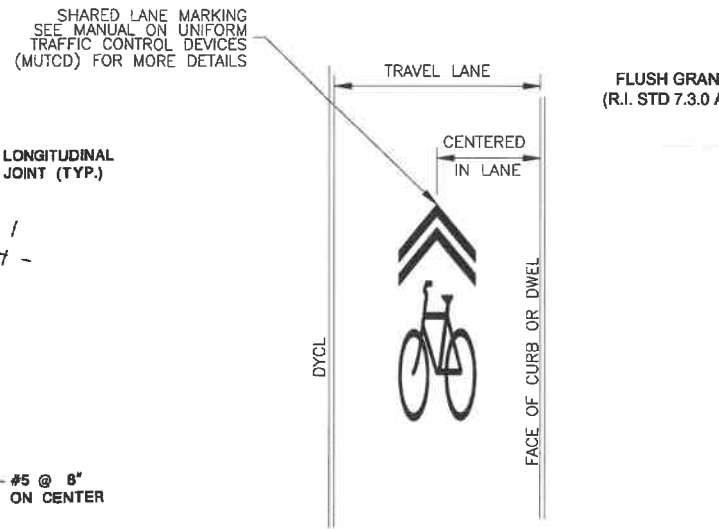 SHARED LANE MARKING
SEE MANUAL ON UNIFORM
TRAFFIC CONTROL DEVICES
(MUTCD) FOR MORE DETAILS
TRAVEL LANE
FLUSH GRAN
(R.I. STD 7.3.0 A
CENTERED
IN LANE
LONGITUDINAL
JOINT (TYP.)
DYCL
FACE OF CURB OR DWEL
#5 @ 8"
ON CENTER